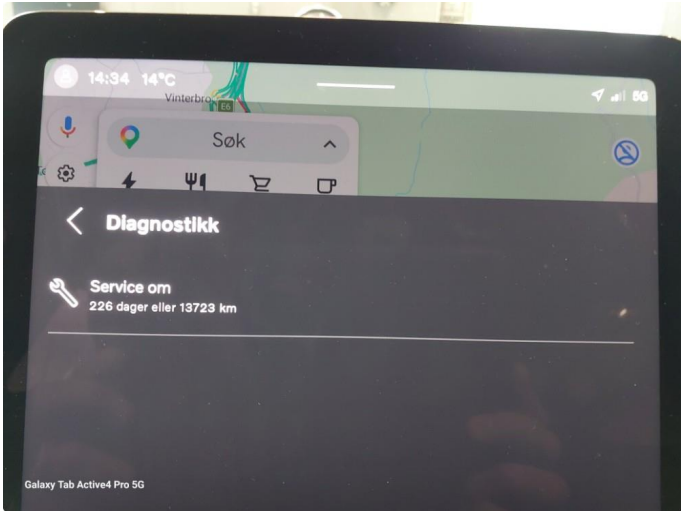 14:34 14°C
5G
Vinterbro
E6
Søk
Diagnostikk
Service om
226 dager eller 13723 km
Galaxy Tab Active4 Pro 5G